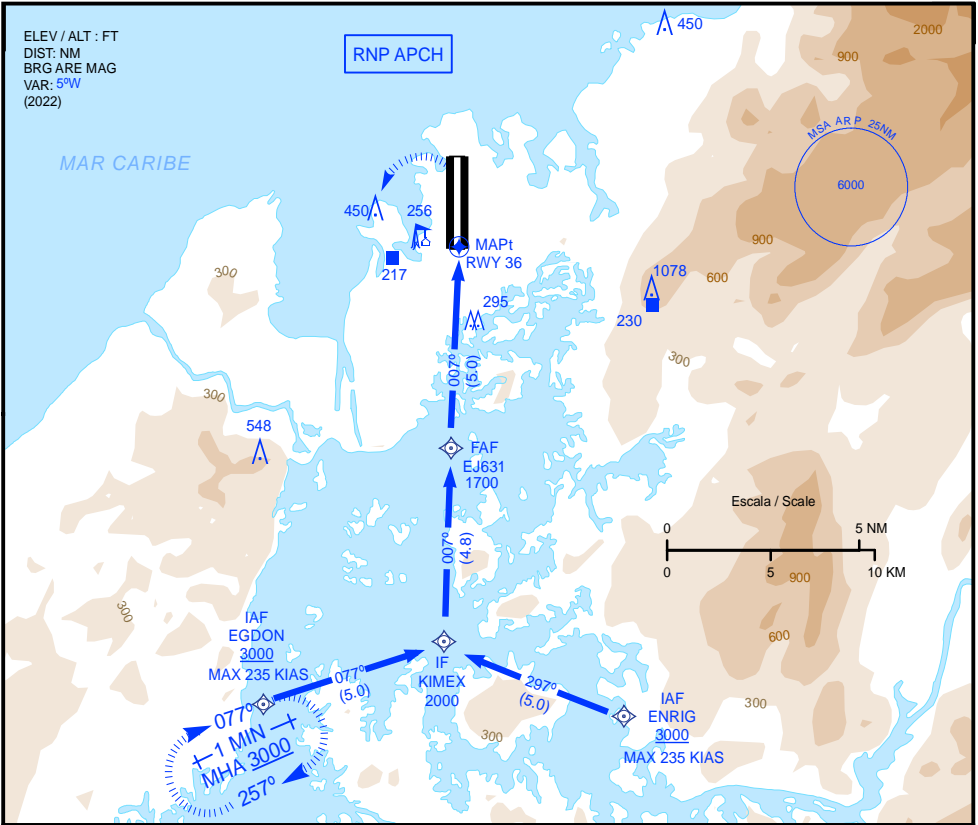 ELEV / ALT : FT
DIST: NM
BRG ARE MAG
VAR: 5ºW
(2022)
RNP APCH
450
2000
900
MSA ARP 25NM
6000
MAR CARIBE
450
256
217
MAPt
RWY 36
900
600
1078
230
300
295
300
300
007º
(5.0)
548
FAF
EJ631
1700
Escala / Scale
0
5 NM
0
5
10 KM
900
007º
(4.8)
300
600
IAF
EGDON
3000
MAX 235 KIAS
077º
(5.0)
IF
KIMEX
2000
297º
(5.0)
IAF
ENRIG
3000
MAX 235 KIAS
300
300
077º
1 MIN
MHA 3000
257º